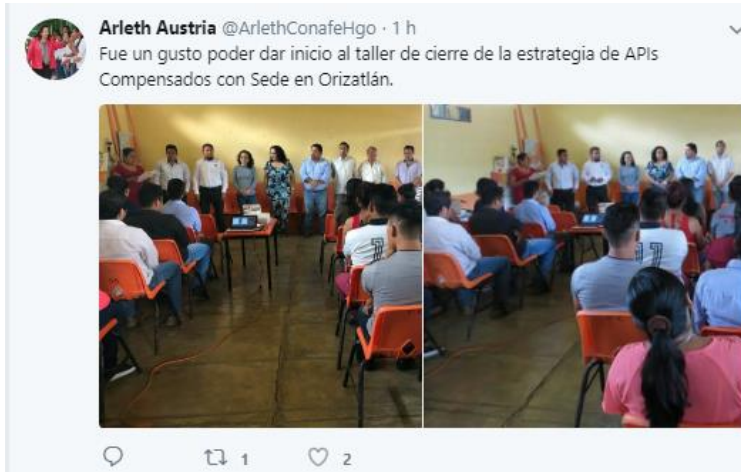 Arleth Austria @ArlethConafeHgo · 1 h
Fue un gusto poder dar inicio al taller de cierre de la estrategia de APIs
Compensados con Sede en Orizatlán.
1 2